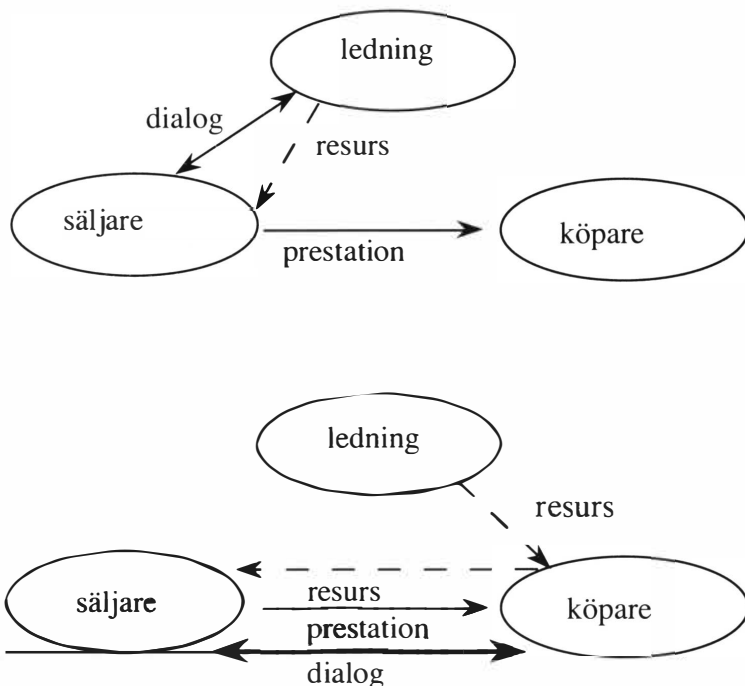 ledning
dialog
resurs
säljare
köpare
prestation
ledning
resurs
säljare
resurs
köpare
prestation
dialog